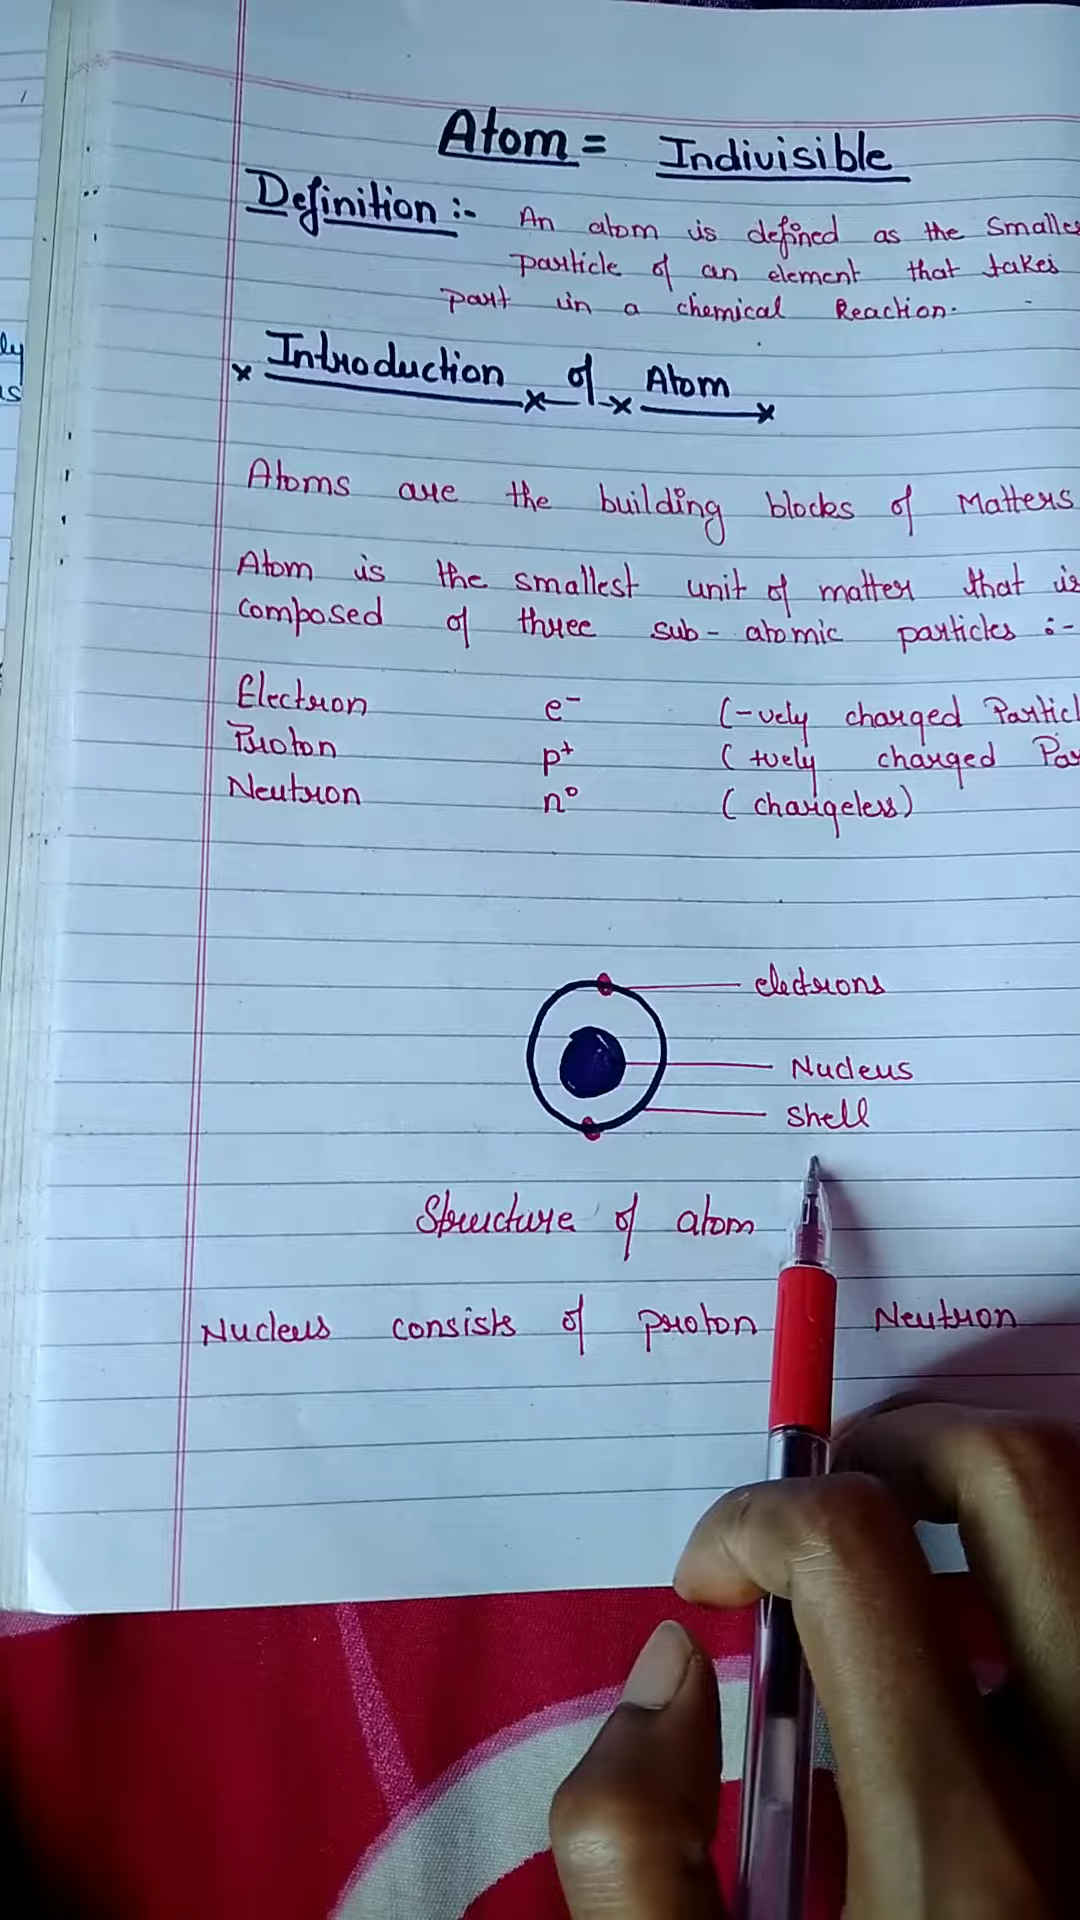 Atom = Indivisible
Definition :- An atom is defined as the Smalles
particle of an element that takes
part in a chemical Reaction.
Introduction of Atom
Atoms are the building blocks of Matters
Atom is the smallest unit of matter that is
composed of three sub-atomic particles :-
Electron e⁻ (-vely charged Particl
Proton p⁺ (+vely charged Pa
Neutron n⁰ (chargeless)
electrons
Nucleus
Shell
Structure of atom
Nucleus consists of proton Neutron
ly
s